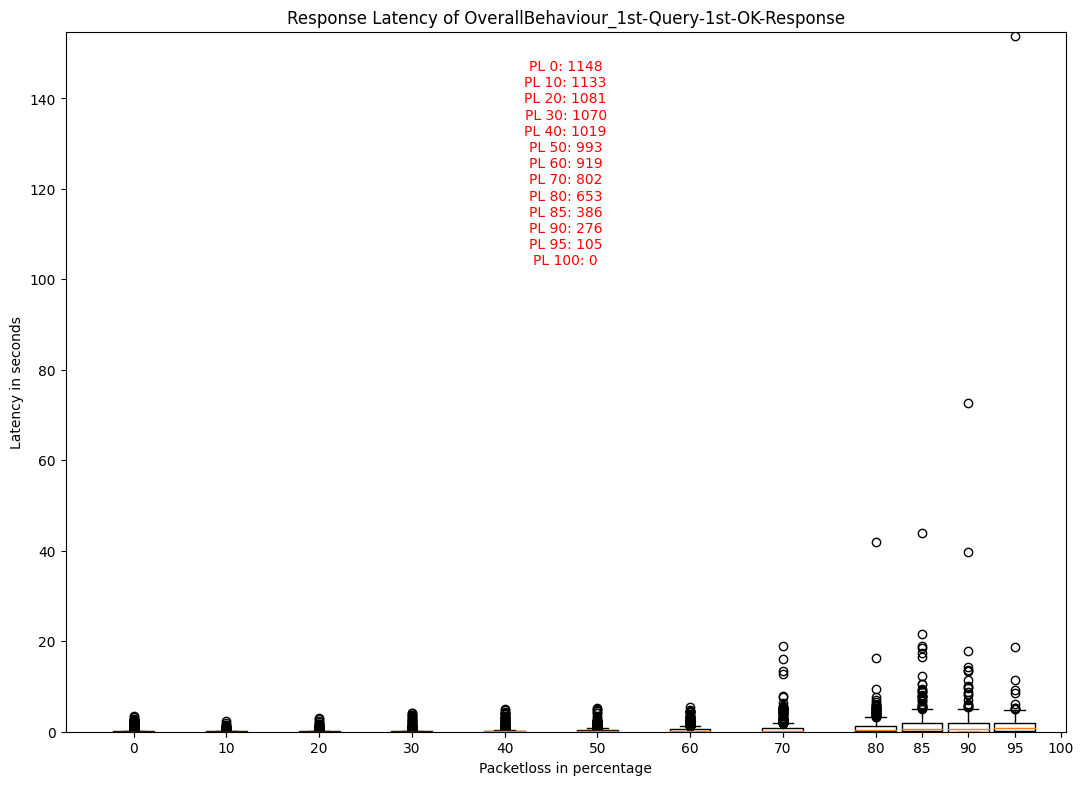 Response Latency of OverallBehaviour_1st-Query-1st-OK-Response
PL 0: 1148
PL 10: 1133
PL 20: 1081
PL 30: 1070
PL 40: 1019
PL 50: 993
PL 60: 919
PL 70: 802
PL 80: 653
PL 85: 386
PL 90: 276
PL 95: 105
PL 100: 0
140
120
100
80
60
40
20
0
Latency in seconds
0 10 20 30 40 50 60 70 80 85 90 95 100
Packetloss in percentage